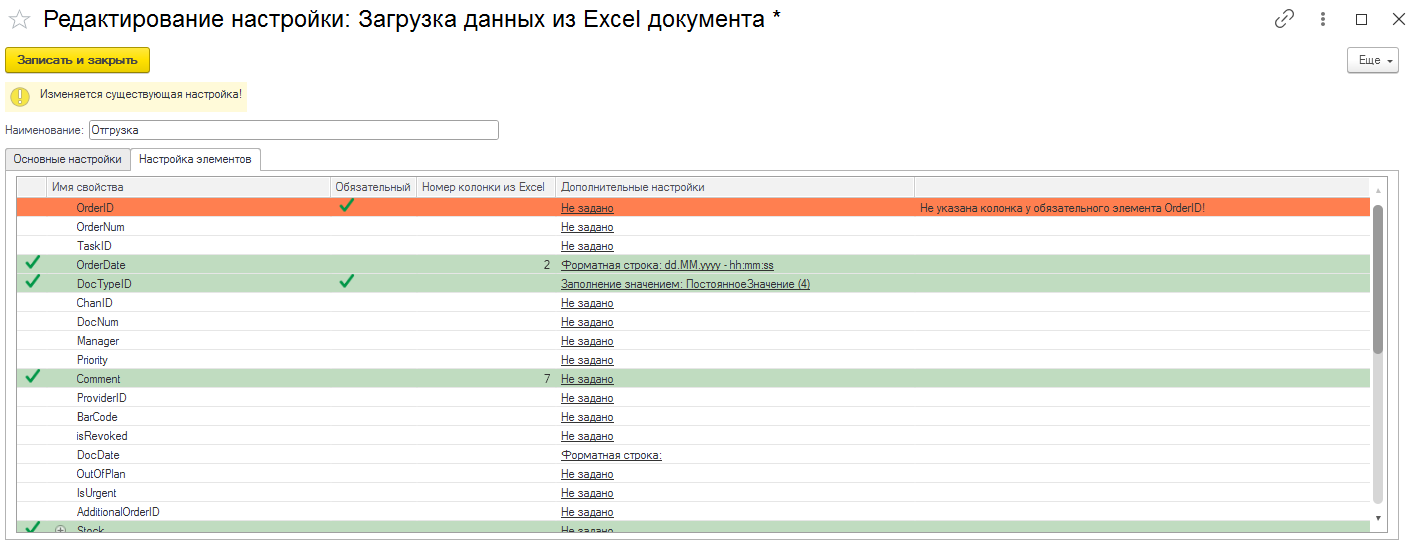 Редактирование настройки: Загрузка данных из Excel документа *
Записать и закрыть
Еще
Изменяется существующая настройка!
Наименование: Отгрузка
Основные настройки Настройка элементов
Имя свойства Обязательный Номер колонки из Excel Дополнительные настройки
OrderID Не задано Не указана колонка у обязательного элемента OrderID!
OrderNum Не задано
TaskID Не задано
OrderDate 2 Форматная строка: dd.MM.yyyy - hh:mm:ss
DocTypeID Заполнение значением: ПостоянноеЗначение (4)
ChanID Не задано
DocNum Не задано
Manager Не задано
Priority Не задано
Comment 7 Не задано
ProviderID Не задано
BarCode Не задано
isRevoked Не задано
DocDate Форматная строка:
OutOfPlan Не задано
IsUrgent Не задано
AdditionalOrderID Не задано
Stock Не задано